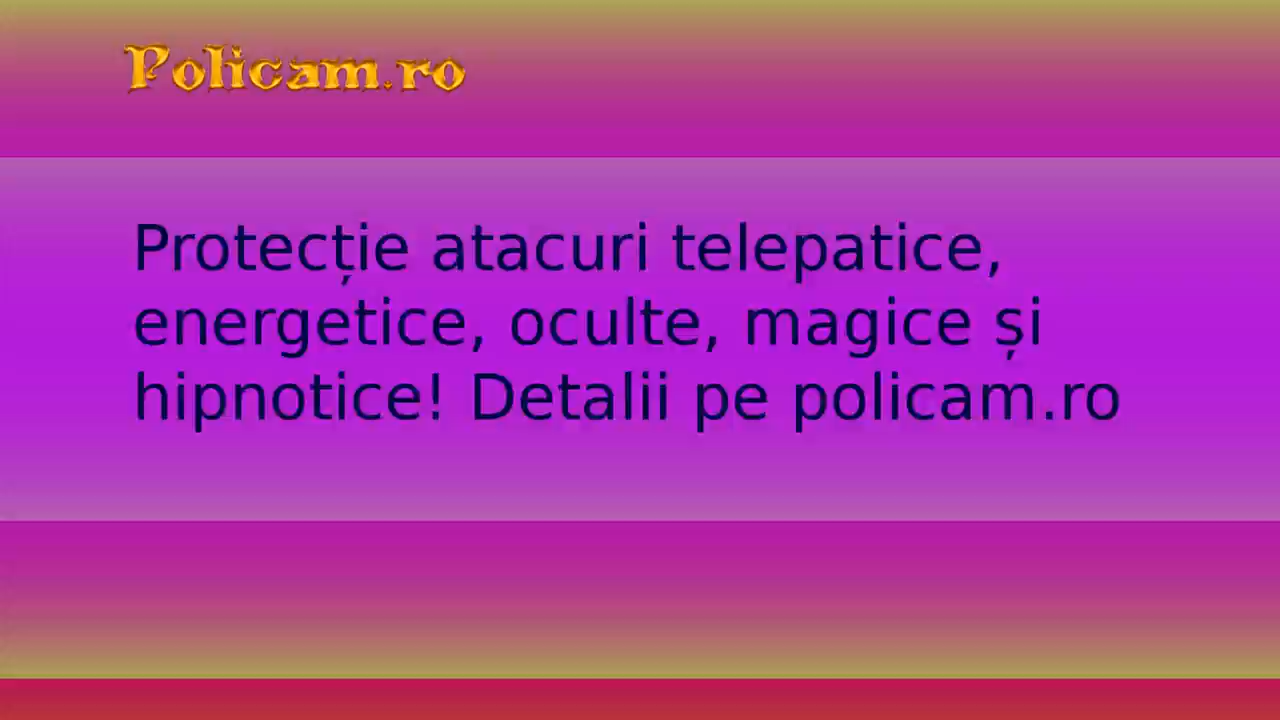 Policam.ro
Protecție atacuri telepatice,
energetice, oculte, magice și
hipnotice! Detalii pe policam.ro